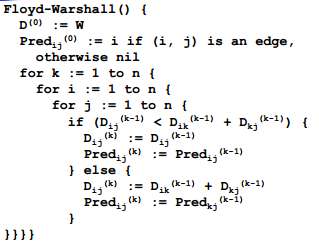 Floyd-Warshall() {
D(0) := W
Predij(0) := i if (i, j) is an edge,
otherwise nil
for k := 1 to n {
for i := 1 to n {
for j := 1 to n {
if (Dij(k-1) < Dik(k-1) + Dkj(k-1)) {
Dij(k) := Dij(k-1)
Predij(k) := Predij(k-1)
} else {
Dij(k) := Dik(k-1) + Dkj(k-1)
Predij(k) := Predkj(k-1)
}
}}}}